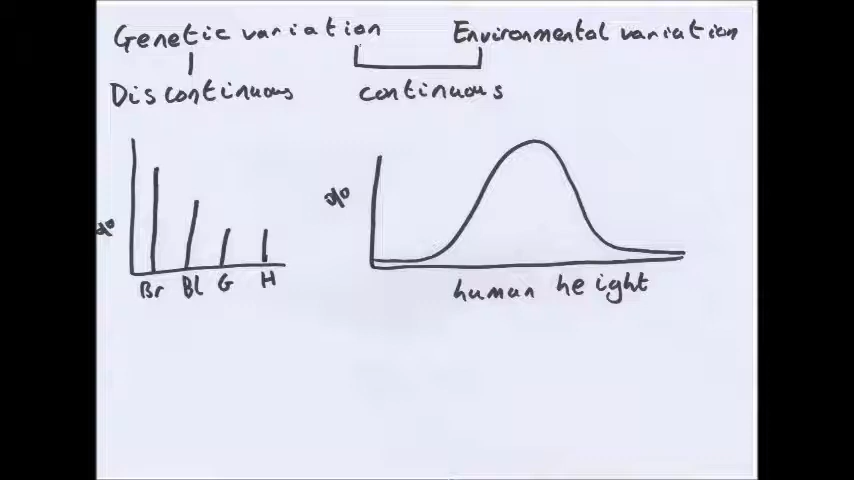 Genetic variation Environmental variation
Discontinuous continuous
%
%
Br Bl G H
human height